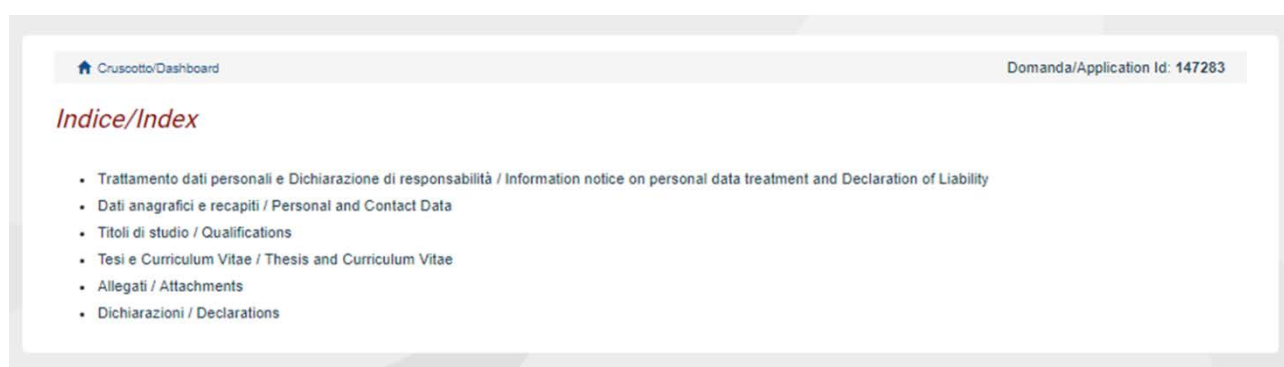 Cruscotto/Dashboard Domanda/Application Id: 147283
Indice/Index
• Trattamento dati personali e Dichiarazione di responsabilità / Information notice on personal data treatment and Declaration of Liability
• Dati anagrafici e recapiti / Personal and Contact Data
• Titoli di studio / Qualifications
• Tesi e Curriculum Vitae / Thesis and Curriculum Vitae
• Allegati / Attachments
• Dichiarazioni / Declarations